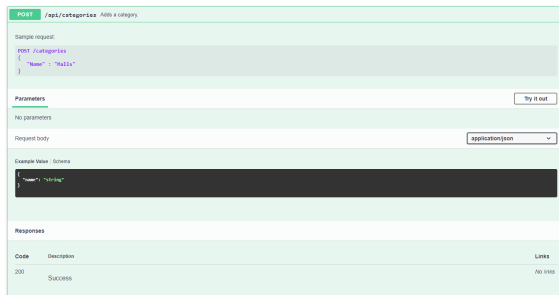 POST /api/categories Adds a category.
Sample request:
POST /categories
{
"Name" : "Halls"
}
Parameters
Try it out
No parameters
Request body
application/json
Example Value | Schema
{
"name": "string"
}
Responses
Code Description Links
200 Success No links